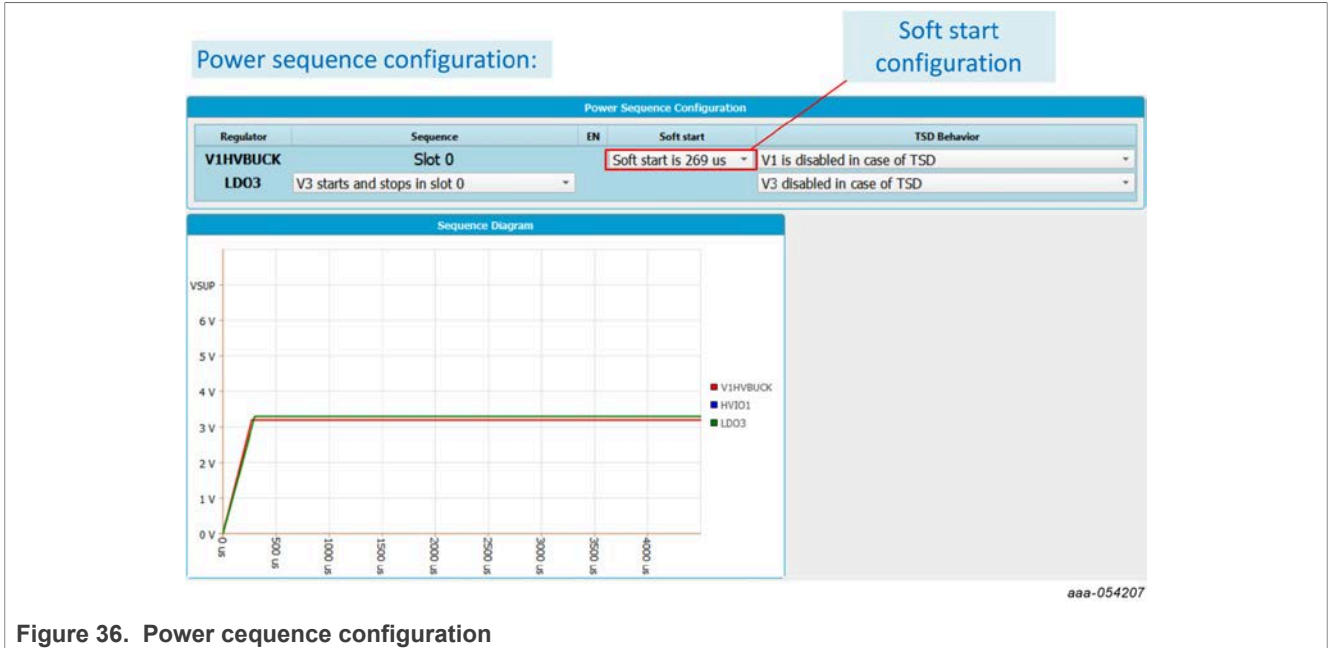 Soft start
configuration
Power sequence configuration:
Power Sequence Configuration
Regulator Sequence EN Soft start TSD Behavior
V1HVBUCK Slot 0 Soft start is 269 us V1 is disabled in case of TSD
LDO3 V3 starts and stops in slot 0 V3 disabled in case of TSD
Sequence Diagram
VSUP
6 V
5 V
4 V
3 V
2 V
1 V
0 V
V1HVBUCK
HVIO1
LDO3
0 us 500 us 1000 us 1500 us 2000 us 2500 us 3000 us 3500 us 4000 us
aaa-054207
Figure 36. Power cequence configuration